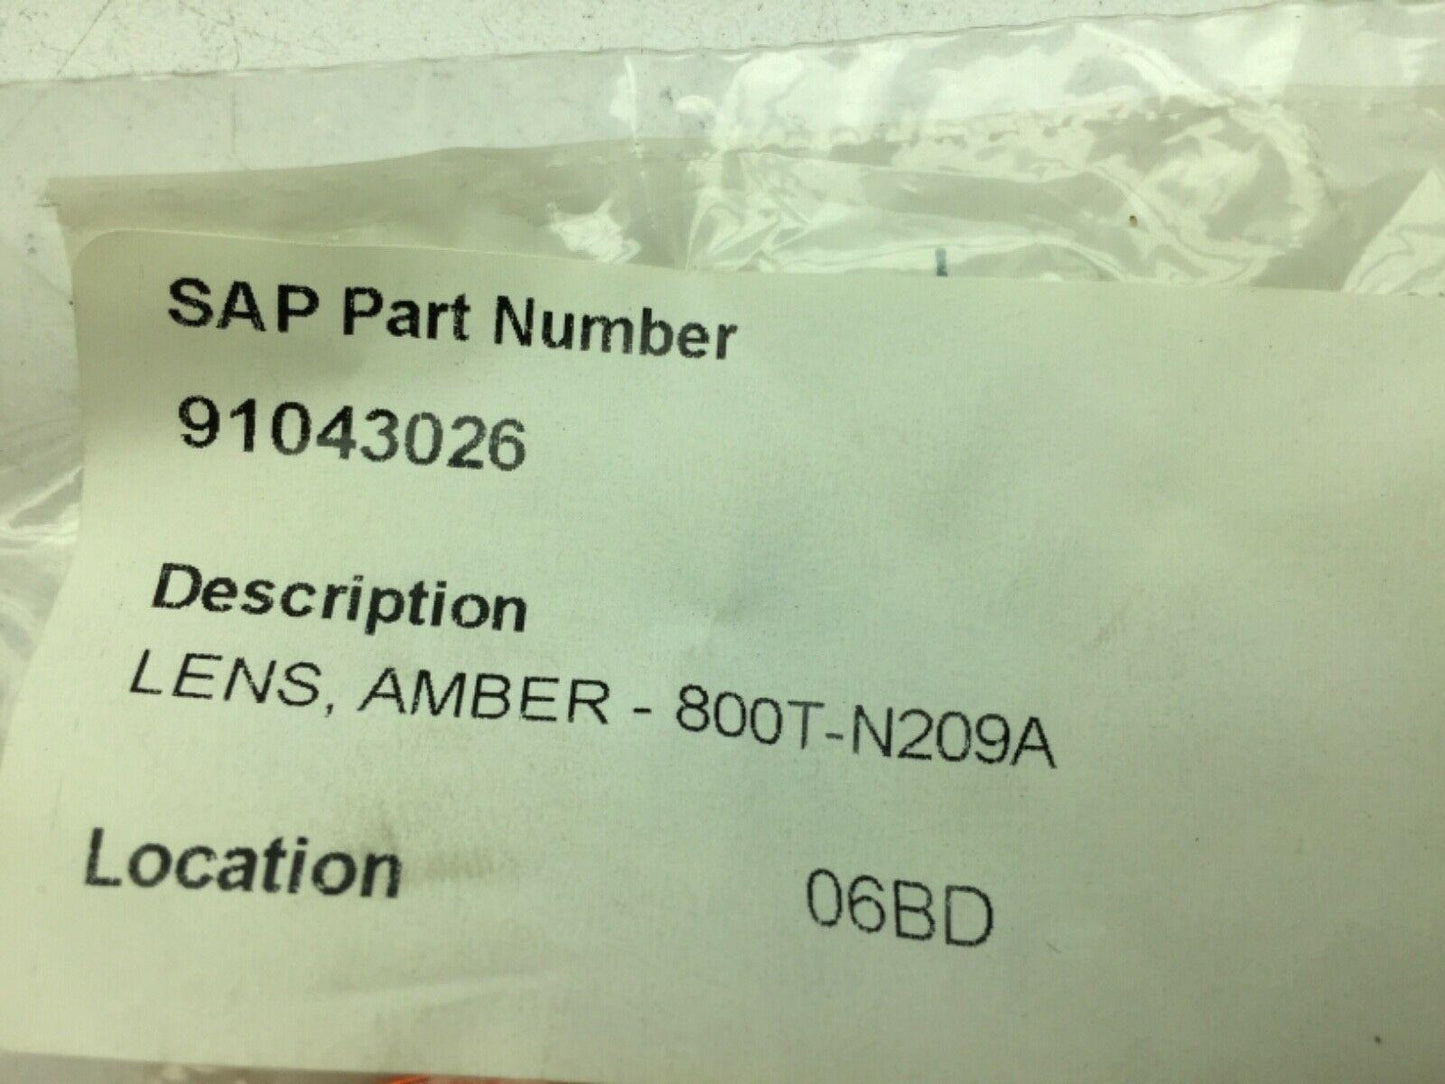 SAP Part Number
91043026
Description
LENS, AMBER - 800T-N209A
Location 06BD